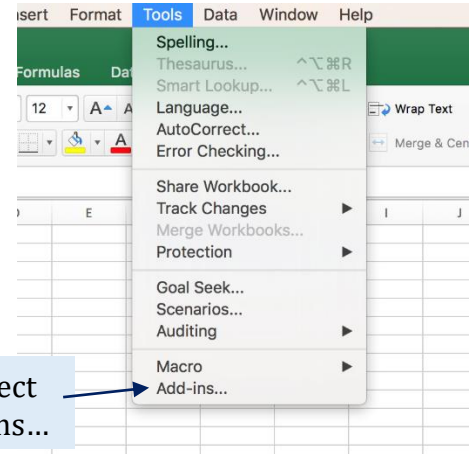 Format Tools Data Window Help
Formulas
12 A A Wrap Text
A Merge & Cen
E I J
Spelling...
Thesaurus... ^⌥⌘R
Smart Lookup... ^⌥⌘L
Language...
AutoCorrect...
Error Checking...
Share Workbook...
Track Changes
Merge Workbooks...
Protection
Goal Seek...
Scenarios...
Auditing
Macro
Add-ins...
ect
ns...